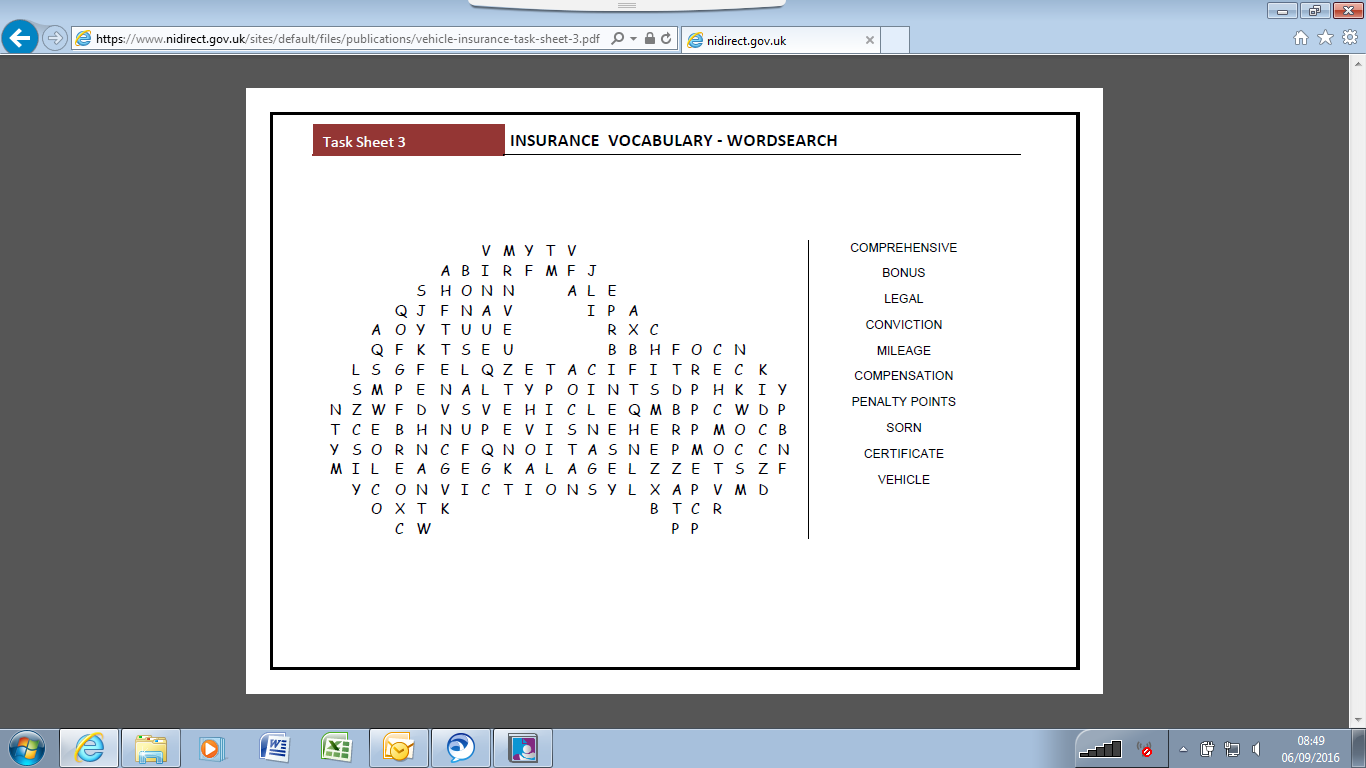 https://www.nidirect.gov.uk/sites/default/files/publications/vehicle-insurance-task-sheet-3.pdf
nidirect.gov.uk
Task Sheet 3
INSURANCE VOCABULARY - WORDSEARCH
V M Y T V
A B I R F M F J
S H O N N A L E
Q J F N A V I P A
A O Y T U U E R X C
Q F K T S E U B B H F O C N
L S G F E L Q Z E T A C I F I T R E C K
S M P E N A L T Y P O I N T S D P H K I Y
N Z W F D V S V E H I C L E Q M B P C W D P
T C E B H N U P E V I S N E H E R P M O C B
Y S O R N C F Q N O I T A S N E P M O C C N
M I L E A G E G K A L A G E L Z Z E T S Z F
Y C O N V I C T I O N S Y L X A P V M D
O X T K B T C R
C W P P
COMPREHENSIVE
BONUS
LEGAL
CONVICTION
MILEAGE
COMPENSATION
PENALTY POINTS
SORN
CERTIFICATE
VEHICLE
08:49
06/09/2016